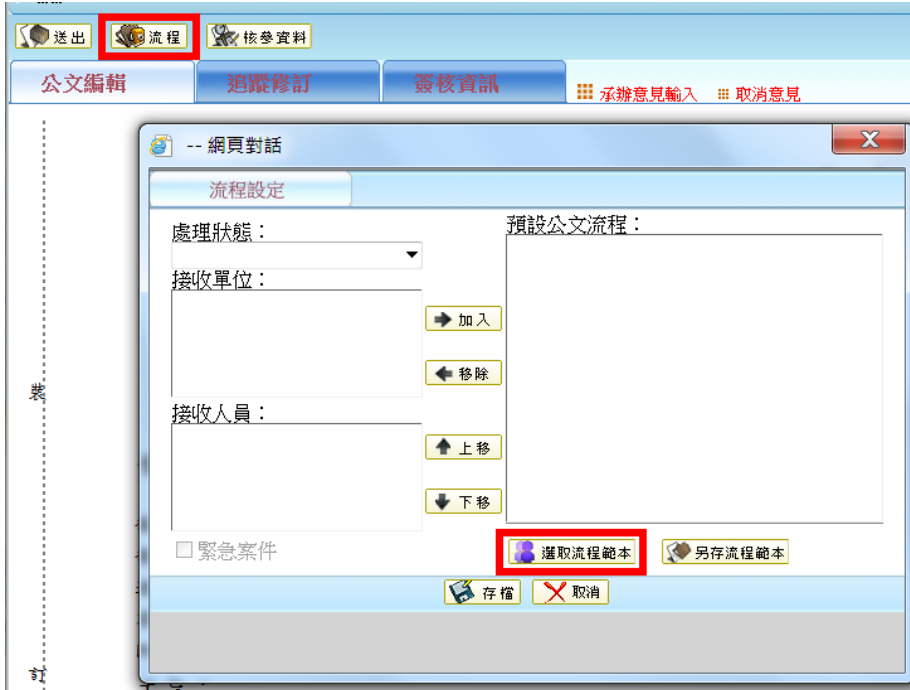 送出 流程 核參資料
公文編輯 追蹤修訂 簽核資訊 承辦意見輸入 取消意見
-- 網頁對話
流程設定
處理狀態：
預設公文流程：
接收單位：
加入
移除
裝
接收人員：
上移
下移
緊急案件
選取流程範本 另存流程範本
存檔 取消
訂